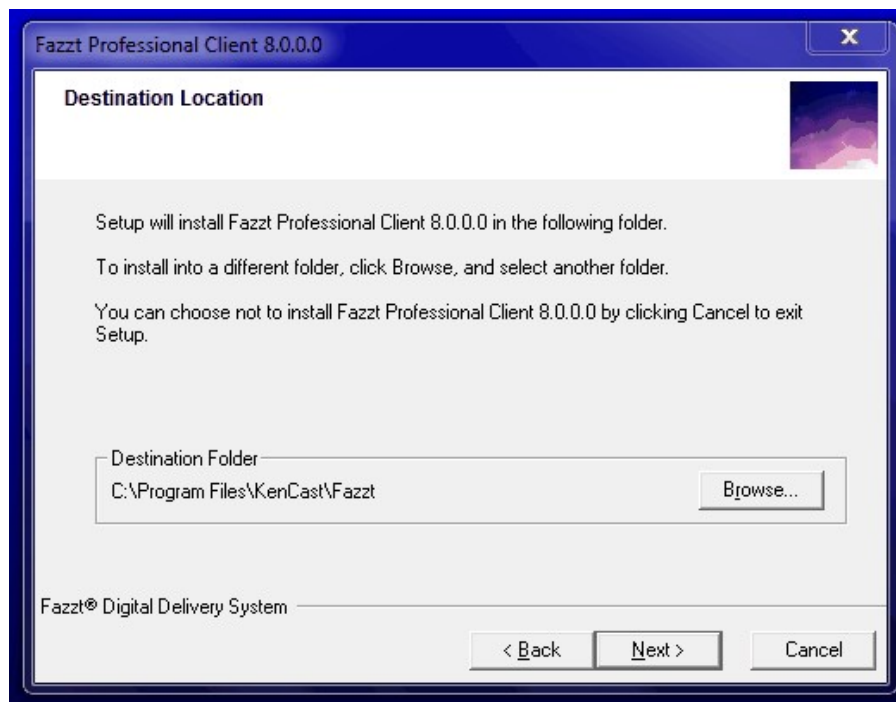 Fazzt Professional Client 8.0.0.0
Destination Location
Setup will install Fazzt Professional Client 8.0.0.0 in the following folder.
To install into a different folder, click Browse, and select another folder.
You can choose not to install Fazzt Professional Client 8.0.0.0 by clicking Cancel to exit
Setup.
Destination Folder
C:\Program Files\KenCast\Fazzt
Browse...
Fazzt® Digital Delivery System
< Back
Next >
Cancel